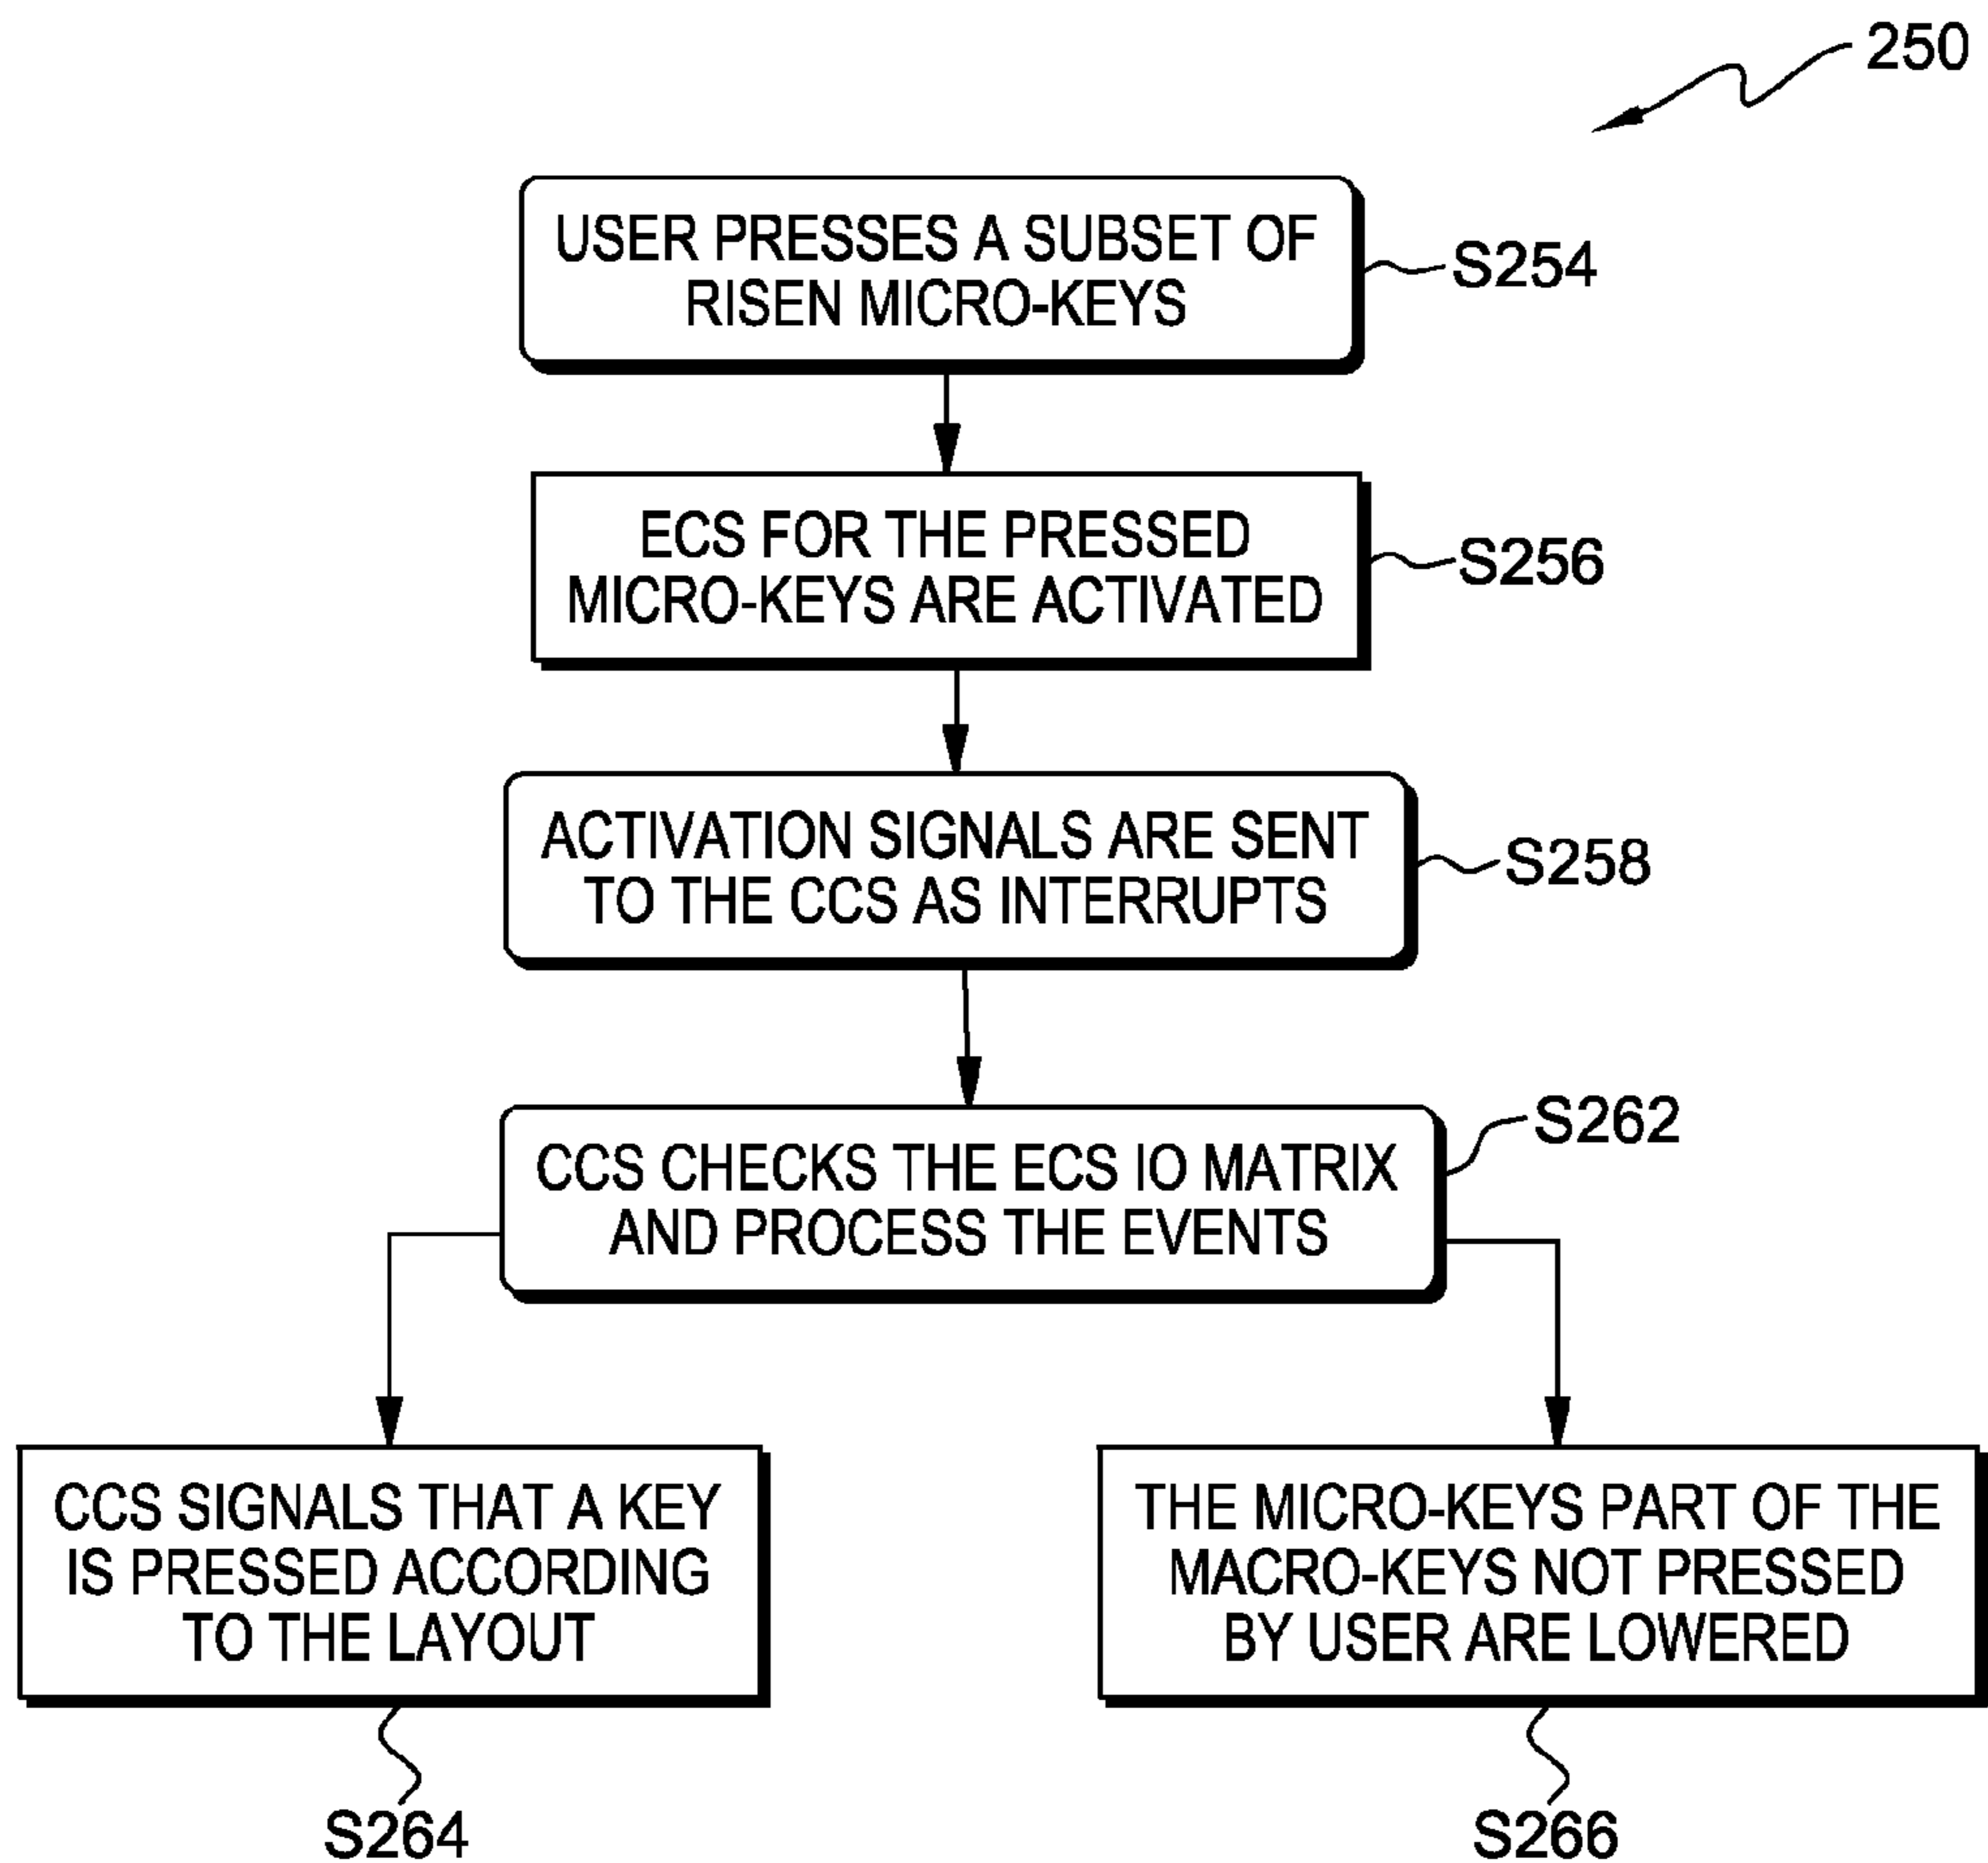 250
USER PRESSES A SUBSET OF
RISEN MICRO-KEYS
S254
ECS FOR THE PRESSED
MICRO-KEYS ARE ACTIVATED
S256
ACTIVATION SIGNALS ARE SENT
TO THE CCS AS INTERRUPTS
S258
CCS CHECKS THE ECS IO MATRIX
AND PROCESS THE EVENTS
S262
CCS SIGNALS THAT A KEY
IS PRESSED ACCORDING
TO THE LAYOUT
S264
THE MICRO-KEYS PART OF THE
MACRO-KEYS NOT PRESSED
BY USER ARE LOWERED
S266